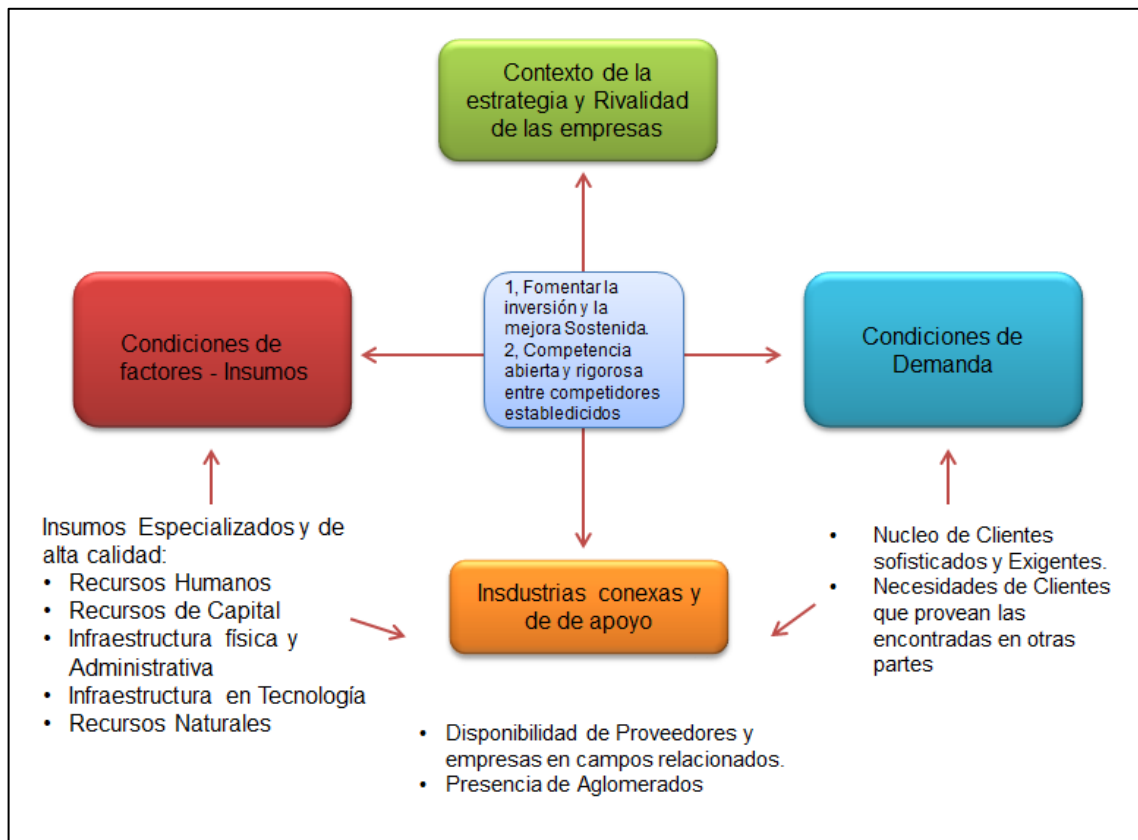 Contexto de la
estrategia y Rivalidad
de las empresas
Condiciones de
factores - Insumos
1, Fomentar la
inversión y la
mejora Sostenida.
2, Competencia
abierta y rigorosa
entre competidores
establedicidos
Condiciones de
Demanda
Insumos Especializados y de
alta calidad:
• Recursos Humanos
• Recursos de Capital
• Infraestructura física y
Administrativa
• Infraestructura en Tecnología
• Recursos Naturales
Insdustrias conexas y
de de apoyo
• Nucleo de Clientes
sofisticados y Exigentes.
• Necesidades de Clientes
que provean las
encontradas en otras
partes
• Disponibilidad de Proveedores y
empresas en campos relacionados.
• Presencia de Aglomerados